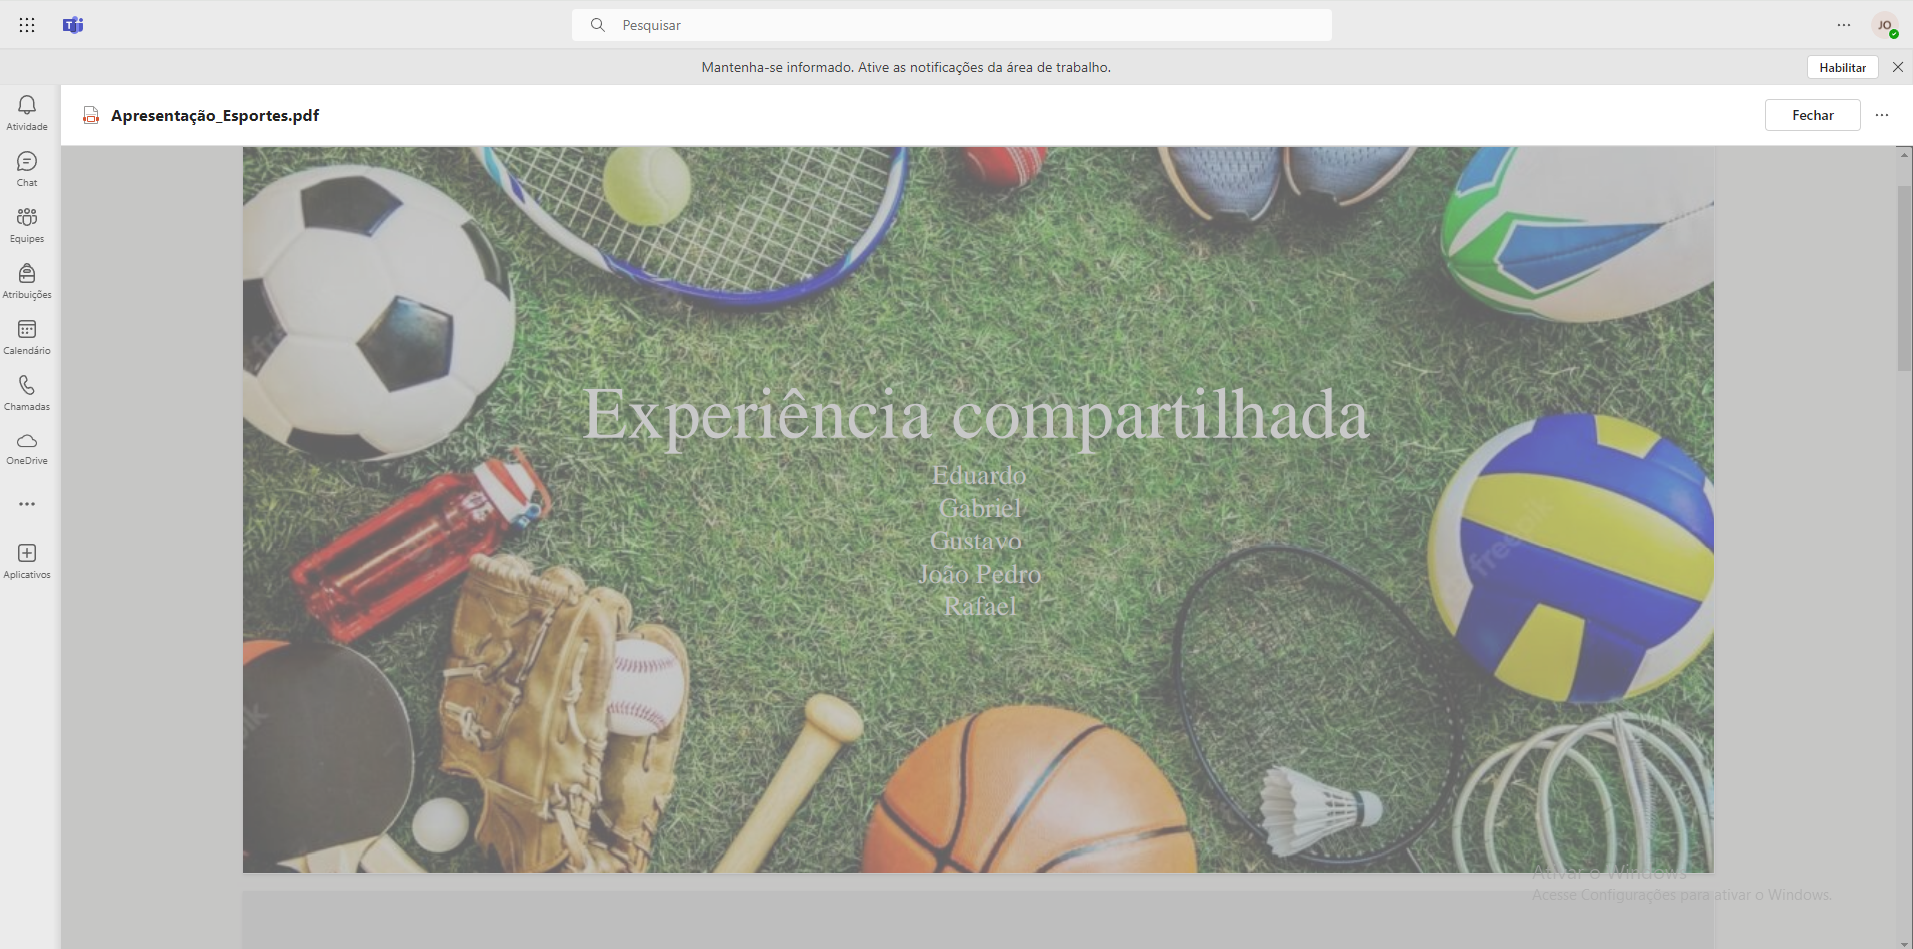 Pesquisar
JO
Mantenha-se informado. Ative as notificações da área de trabalho.
Habilitar
Apresentação_Esportes.pdf
Fechar
Atividade
Chat
Equipes
Atribuições
Calendário
Chamadas
OneDrive
Aplicativos
Experiência compartilhada
Eduardo
Gabriel
Gustavo
João Pedro
Rafael
freepik
Ativar o Windows
Acesse Configurações para ativar o Windows.